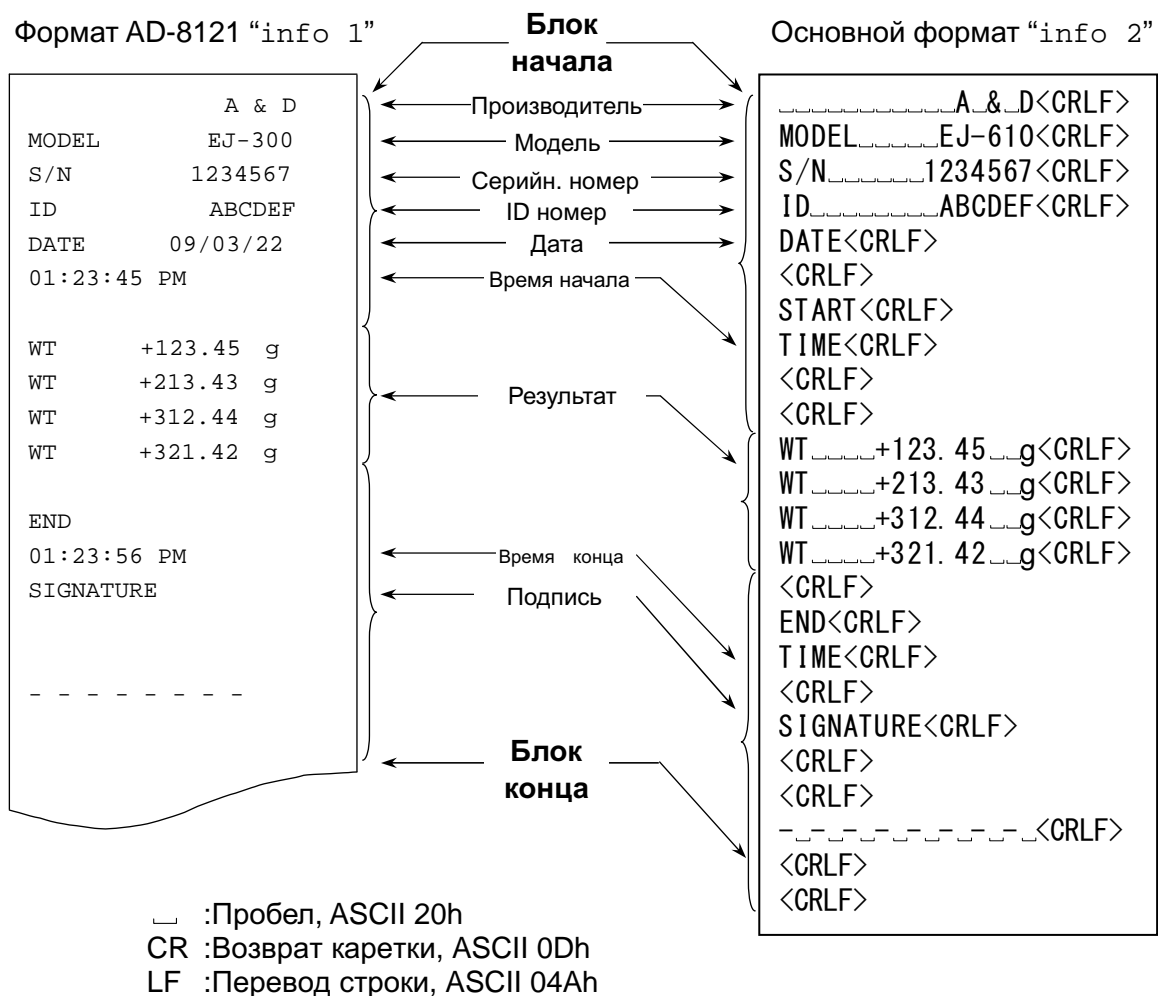 Формат AD-8121 “info 1”
A & D
MODEL EJ-300
S/N 1234567
ID ABCDEF
DATE 09/03/22
01:23:45 PM
WT +123.45 g
WT +213.43 g
WT +312.44 g
WT +321.42 g
END
01:23:56 PM
SIGNATURE
- - - - - - - -
Блок
начала
Производитель
Модель
Серийн. номер
ID номер
Дата
Время начала
Результат
Время конца
Подпись
Блок
конца
Основной формат “info 2”
␣␣␣␣␣␣␣␣␣␣␣A␣&␣D<CRLF>
MODEL␣␣␣␣␣EJ-610<CRLF>
S/N␣␣␣␣␣␣1234567<CRLF>
ID␣␣␣␣␣␣␣␣ABCDEF<CRLF>
DATE<CRLF>
<CRLF>
START<CRLF>
TIME<CRLF>
<CRLF>
<CRLF>
WT␣␣␣␣+123.45␣␣g<CRLF>
WT␣␣␣␣+213.43␣␣g<CRLF>
WT␣␣␣␣+312.44␣␣g<CRLF>
WT␣␣␣␣+321.42␣␣g<CRLF>
<CRLF>
END<CRLF>
TIME<CRLF>
<CRLF>
SIGNATURE<CRLF>
<CRLF>
<CRLF>
-␣-␣-␣-␣-␣-␣-␣-␣<CRLF>
<CRLF>
<CRLF>
␣ :Пробел, ASCII 20h
CR :Возврат каретки, ASCII 0Dh
LF :Перевод строки, ASCII 04Ah